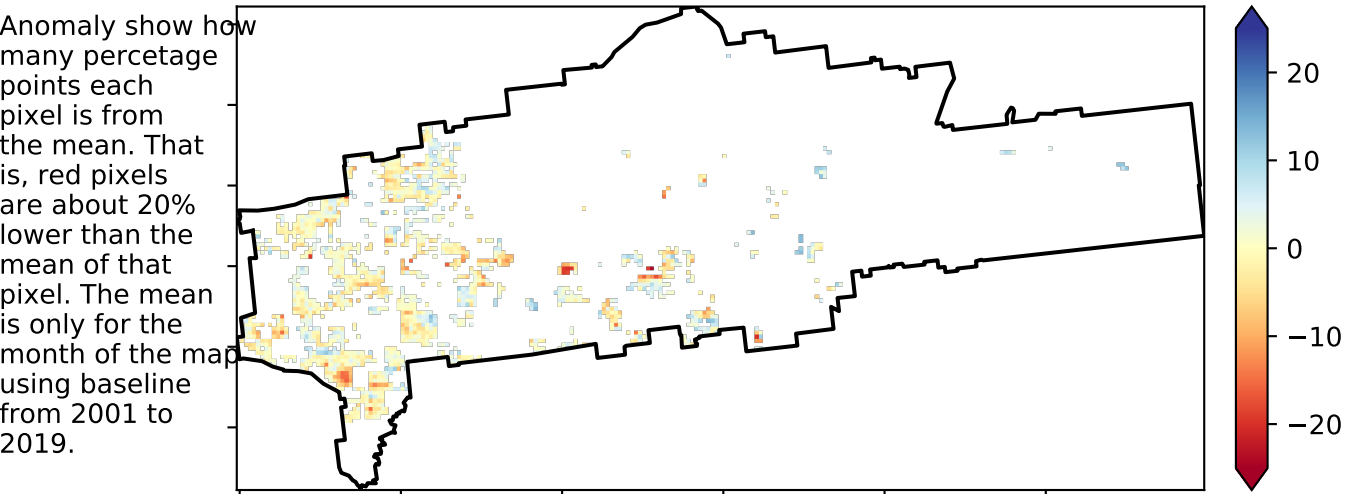 Anomaly show how
many percetage
points each
pixel is from
the mean. That
is, red pixels
are about 20%
lower than the
mean of that
pixel. The mean
is only for the
month of the map
using baseline
from 2001 to
2019.
20
10
0
−10
−20